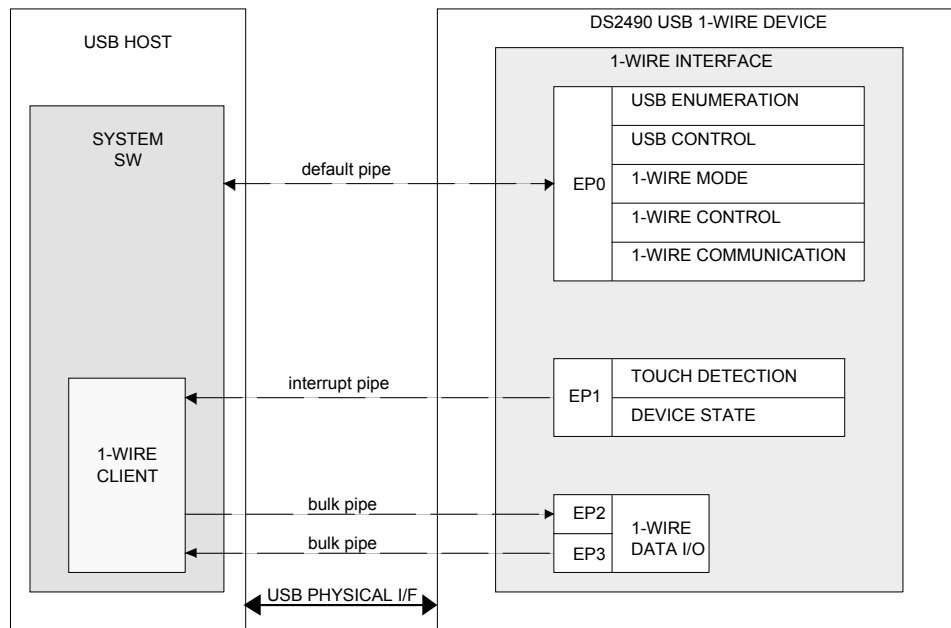 USB HOST
DS2490 USB 1-WIRE DEVICE
1-WIRE INTERFACE
SYSTEM
SW
default pipe
EP0
USB ENUMERATION
USB CONTROL
1-WIRE MODE
1-WIRE CONTROL
1-WIRE COMMUNICATION
interrupt pipe
EP1
TOUCH DETECTION
DEVICE STATE
1-WIRE
CLIENT
bulk pipe
EP2
bulk pipe
EP3
1-WIRE
DATA I/O
USB PHYSICAL I/F